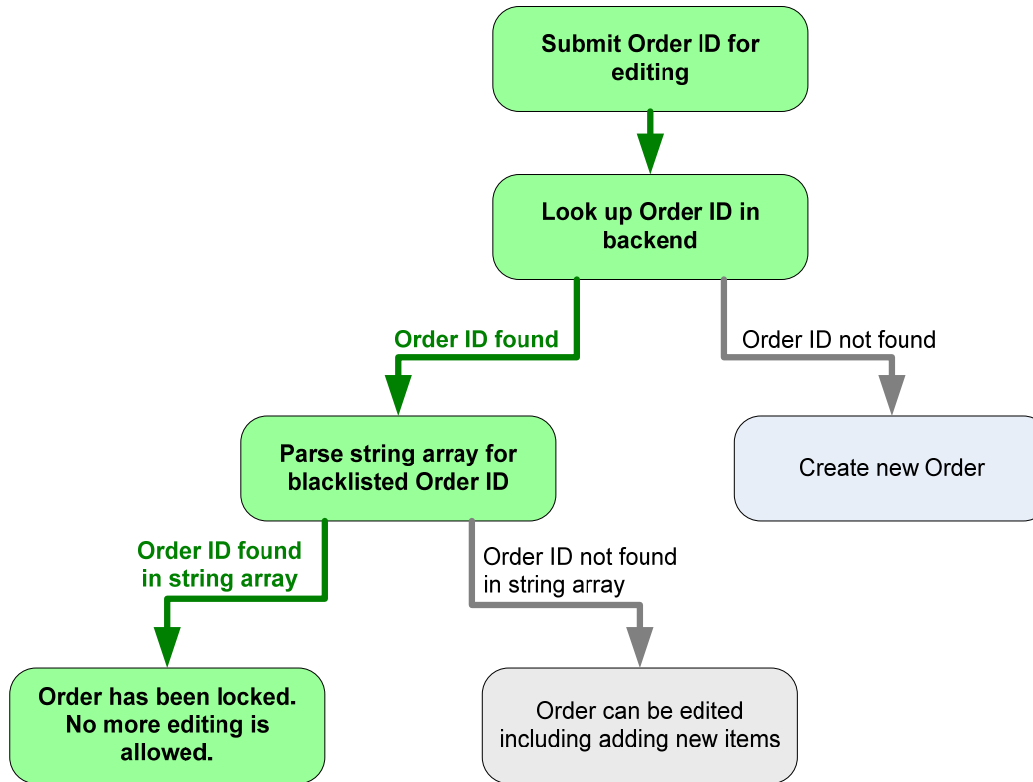 Submit Order ID for
editing
Look up Order ID in
backend
Order ID found
Order ID not found
Parse string array for
blacklisted Order ID
Create new Order
Order ID found
in string array
Order ID not found
in string array
Order has been locked.
No more editing is
allowed.
Order can be edited
including adding new items